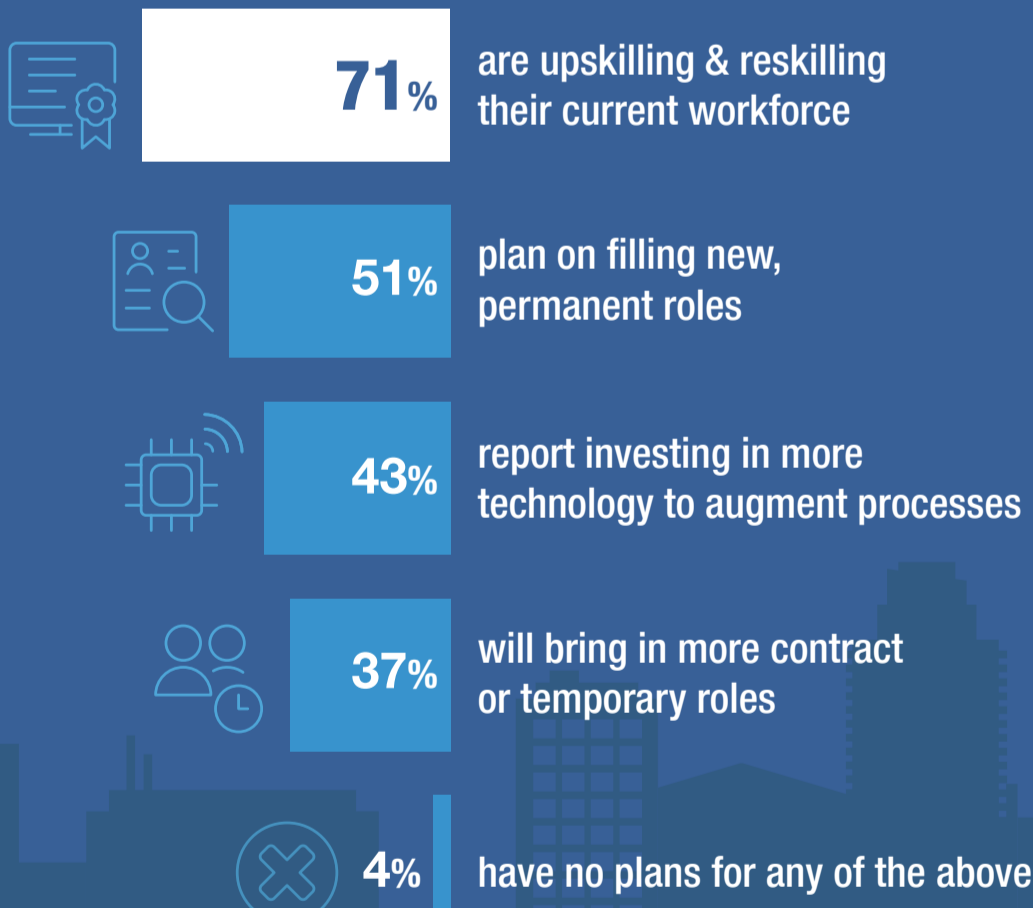 71%
are upskilling & reskilling
their current workforce
51%
plan on filling new,
permanent roles
43%
report investing in more
technology to augment processes
37%
will bring in more contract
or temporary roles
4%
have no plans for any of the above